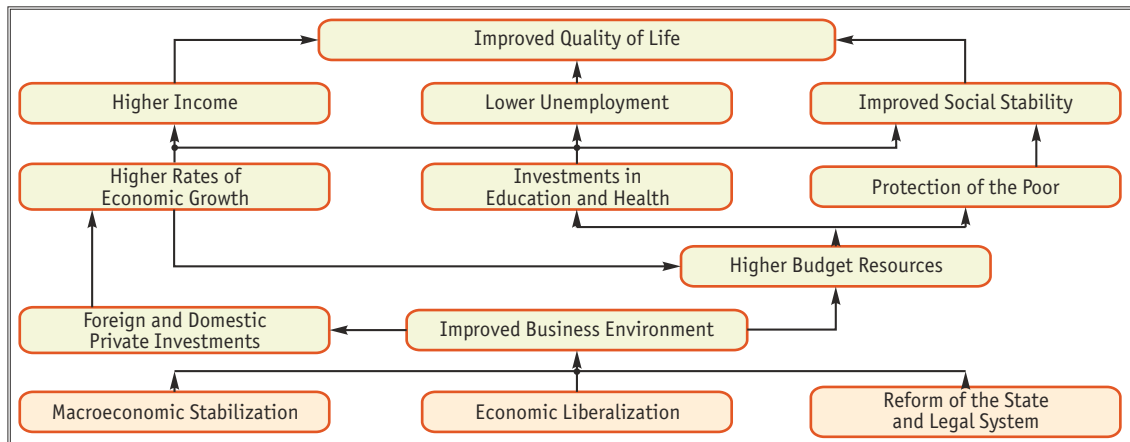 Improved Quality of Life
Higher Income
Lower Unemployment
Improved Social Stability
Higher Rates of
Economic Growth
Investments in
Education and Health
Protection of the Poor
Higher Budget Resources
Foreign and Domestic
Private Investments
Improved Business Environment
Macroeconomic Stabilization
Economic Liberalization
Reform of the State
and Legal System